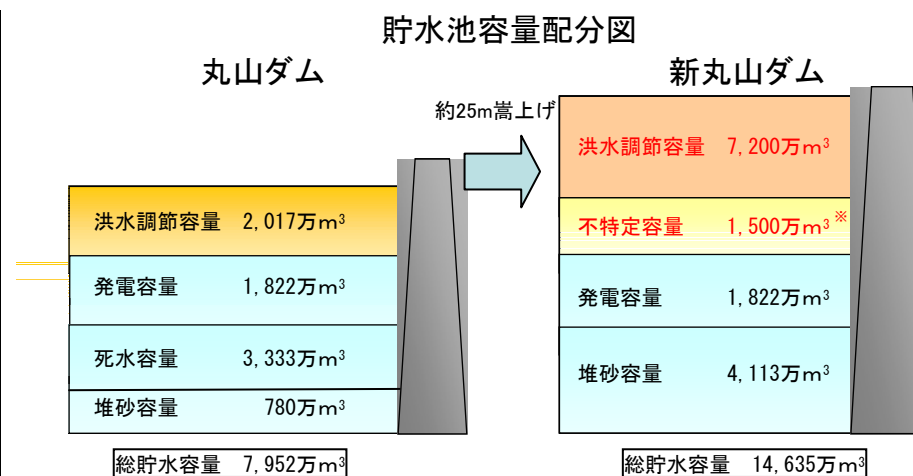 貯水池容量配分図
丸山ダム
新丸山ダム
約25m嵩上げ
洪水調節容量 2,017万m³
発電容量 1,822万m³
死水容量 3,333万m³
堆砂容量 780万m³
総貯水容量 7,952万m³
洪水調節容量 7,200万m³
不特定容量 1,500万m³※
発電容量 1,822万m³
堆砂容量 4,113万m³
総貯水容量 14,635万m³